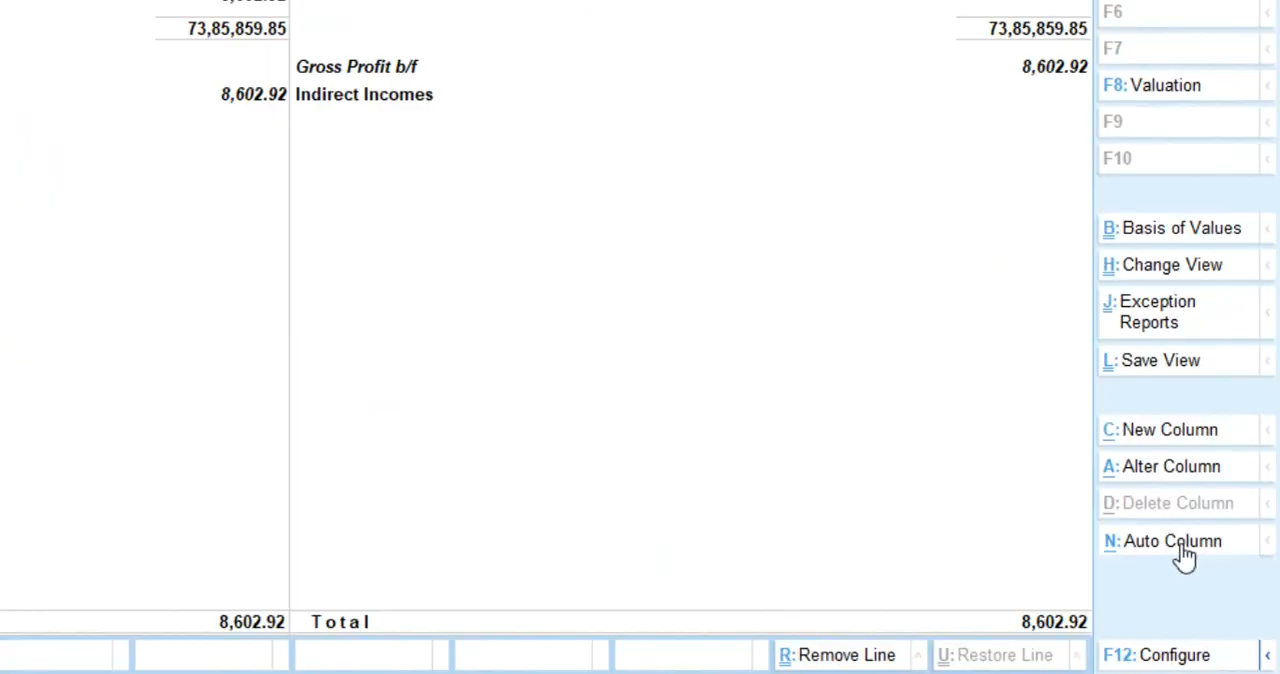 73,85,859.85 73,85,859.85
Gross Profit b/f 8,602.92
8,602.92 Indirect Incomes
8,602.92 Total 8,602.92
R: Remove Line U: Restore Line
F6
F7
F8: Valuation
F9
F10
B: Basis of Values
H: Change View
J: Exception
Reports
L: Save View
C: New Column
A: Alter Column
D: Delete Column
N: Auto Column
F12: Configure